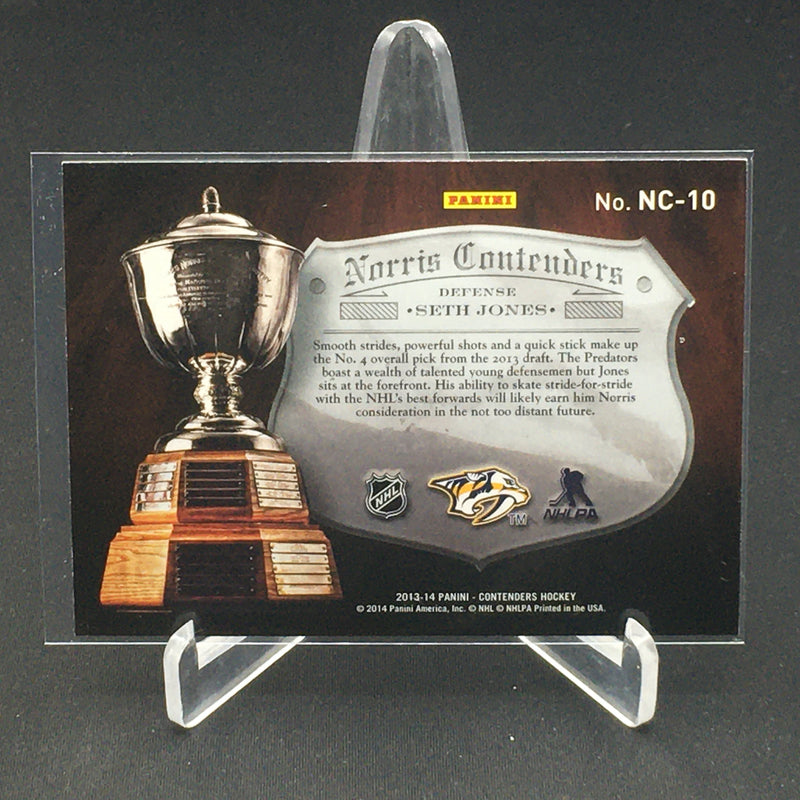 PANINI
No. NC-10
Norris Contenders
DEFENSE
•SETH JONES•
Smooth strides, powerful shots and a quick stick make up
the No. 4 overall pick from the 2013 draft. The Predators
boast a wealth of talented young defensemen but Jones
sits at the forefront. His ability to skate stride-for-stride
with the NHL's best forwards will likely earn him Norris
consideration in the not too distant future.
NHL
TM
NHLPA
2013-14 PANINI - CONTENDERS HOCKEY
© 2014 Panini America, Inc. © NHL © NHLPA Printed in the USA.